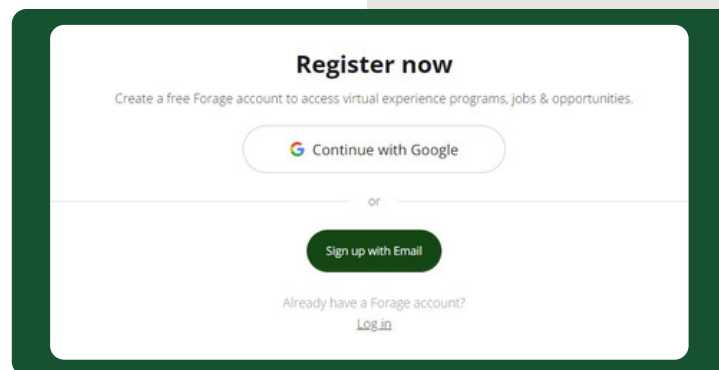 Register now
Create a free Forage account to access virtual experience programs, jobs & opportunities.
Continue with Google
or
Sign up with Email
Already have a Forage account?
Log in